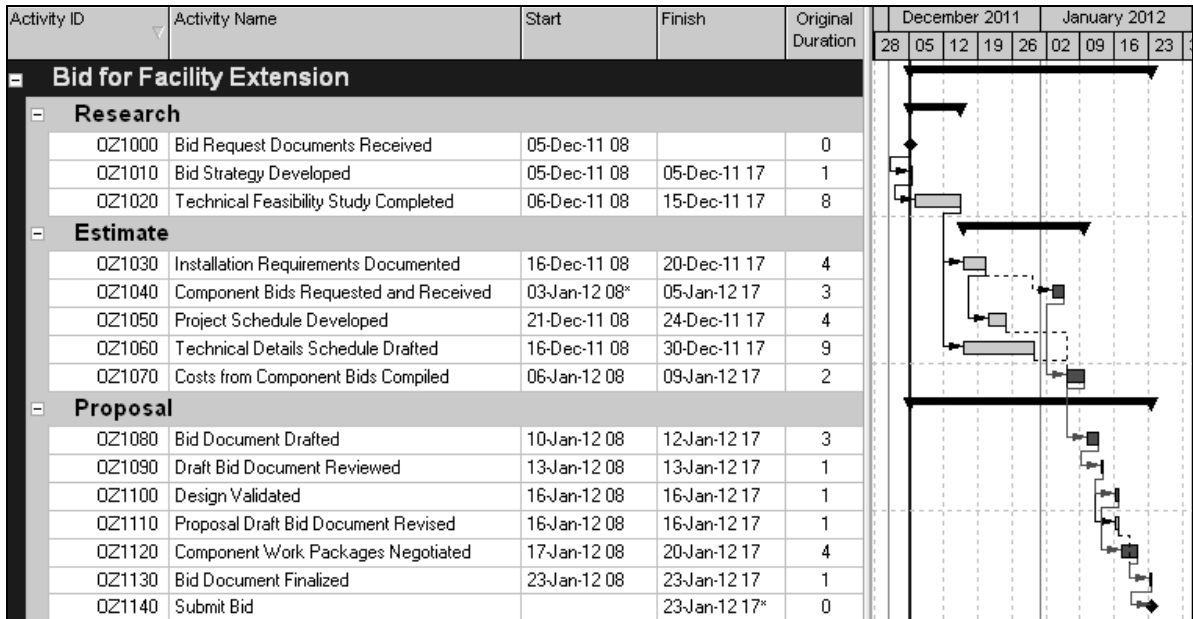 Activity ID Activity Name Start Finish Original Duration December 2011 January 2012
28 05 12 19 26 02 09 16 23
Bid for Facility Extension
Research
OZ1000 Bid Request Documents Received 05-Dec-11 08 0
OZ1010 Bid Strategy Developed 05-Dec-11 08 05-Dec-11 17 1
OZ1020 Technical Feasibility Study Completed 06-Dec-11 08 15-Dec-11 17 8
Estimate
OZ1030 Installation Requirements Documented 16-Dec-11 08 20-Dec-11 17 4
OZ1040 Component Bids Requested and Received 03-Jan-12 08* 05-Jan-12 17 3
OZ1050 Project Schedule Developed 21-Dec-11 08 24-Dec-11 17 4
OZ1060 Technical Details Schedule Drafted 16-Dec-11 08 30-Dec-11 17 9
OZ1070 Costs from Component Bids Compiled 06-Jan-12 08 09-Jan-12 17 2
Proposal
OZ1080 Bid Document Drafted 10-Jan-12 08 12-Jan-12 17 3
OZ1090 Draft Bid Document Reviewed 13-Jan-12 08 13-Jan-12 17 1
OZ1100 Design Validated 16-Jan-12 08 16-Jan-12 17 1
OZ1110 Proposal Draft Bid Document Revised 16-Jan-12 08 16-Jan-12 17 1
OZ1120 Component Work Packages Negotiated 17-Jan-12 08 20-Jan-12 17 4
OZ1130 Bid Document Finalized 23-Jan-12 08 23-Jan-12 17 1
OZ1140 Submit Bid 23-Jan-12 17* 0